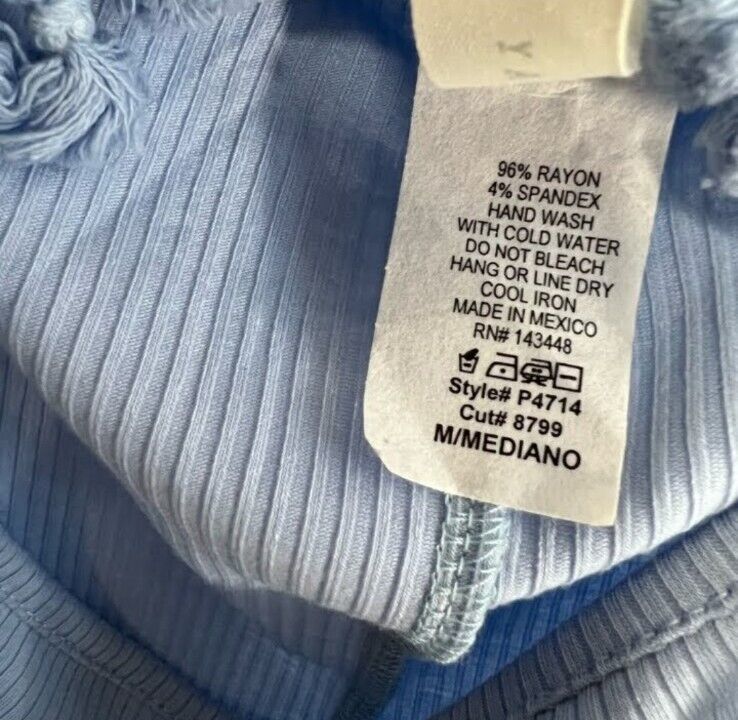 96% RAYON
4% SPANDEX
HAND WASH
WITH COLD WATER
DO NOT BLEACH
HANG OR LINE DRY
COOL IRON
MADE IN MEXICO
RN# 143448
Style# P4714
Cut# 8799
M/MEDIANO